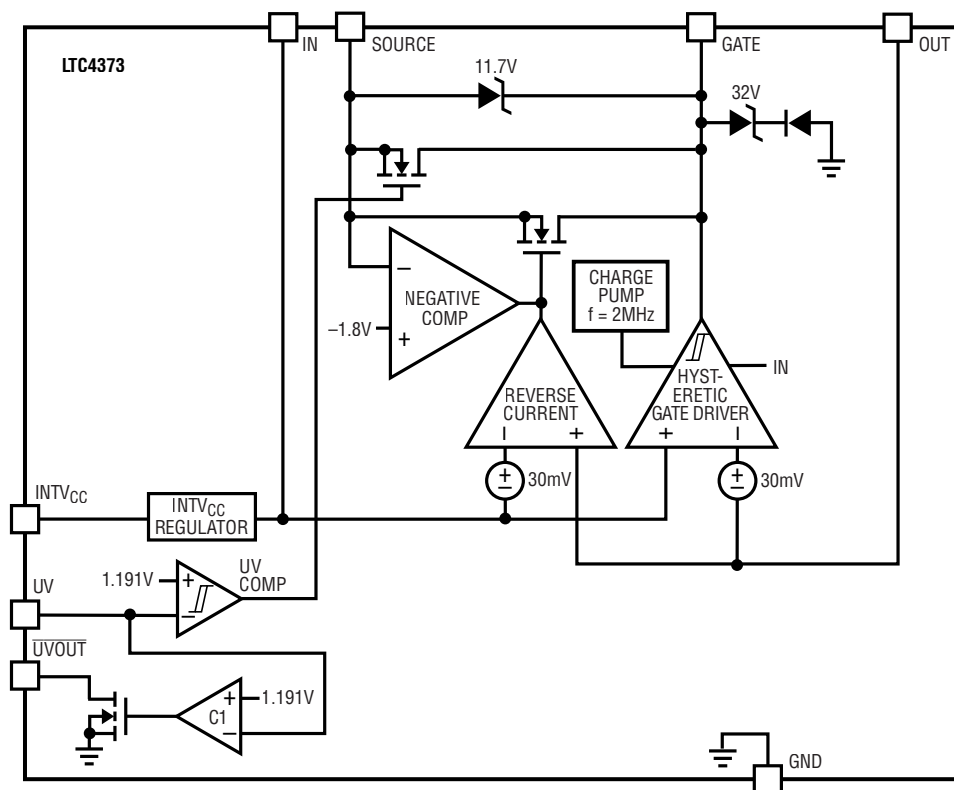 IN
SOURCE
GATE
OUT
LTC4373
11.7V
32V
−
NEGATIVE
COMP
−1.8V
+
CHARGE
PUMP
f = 2MHz
REVERSE
CURRENT
−
+
HYST-
ERETIC
GATE DRIVER
+
−
IN
+
−
30mV
+
−
30mV
INTVCC
INTVCC
REGULATOR
1.191V
+
−
UV
COMP
UV
UVOUT
C1
+
−
1.191V
GND